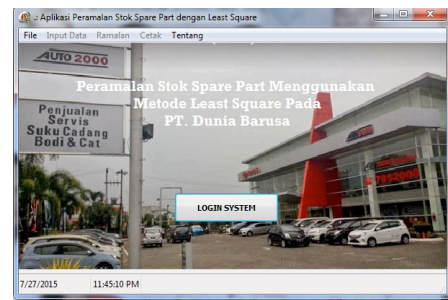 .: Aplikasi Peramalan Stok Spare Part dengan Least Square
File Input Data Ramalan Cetak Tentang
AUTO 2000
Peramalan Stok Spare Part Menggunakan
Metode Least Square Pada
PT. Dunia Barusa
Penjualan
Servis
Suku Cadang
Bodi & Cat
LOGIN SYSTEM
7/27/2015 11:45:10 PM